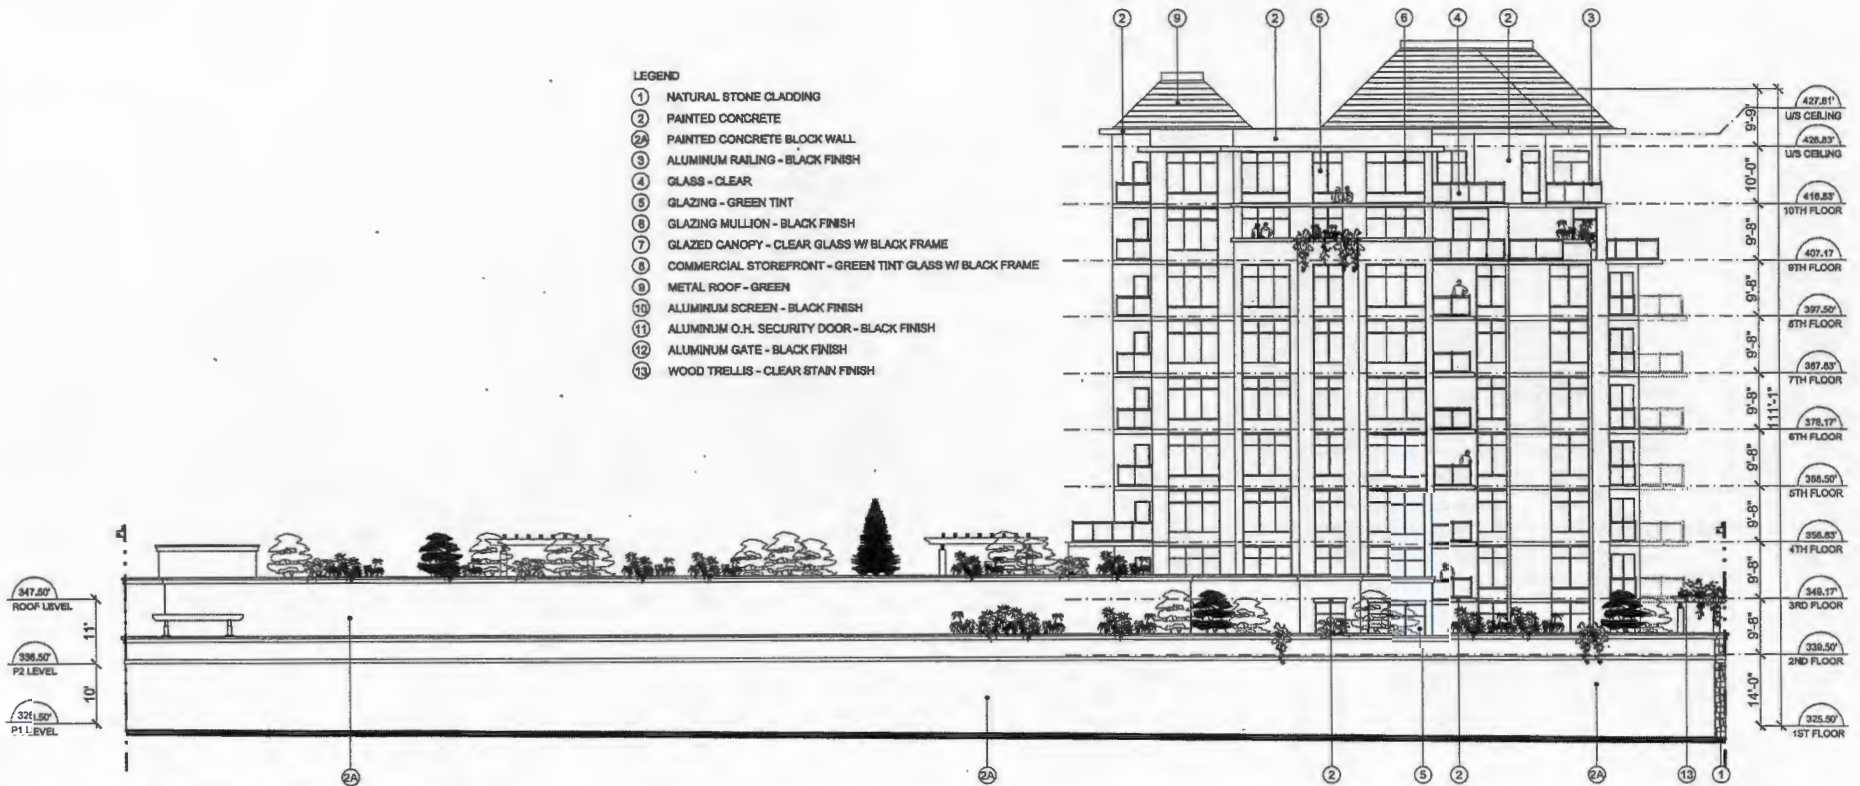 2 9 2 5 6 4 2 3
LEGEND
1 NATURAL STONE CLADDING
2 PAINTED CONCRETE
2A PAINTED CONCRETE BLOCK WALL
3 ALUMINUM RAILING - BLACK FINISH
4 GLASS - CLEAR
5 GLAZING - GREEN TINT
6 GLAZING MULLION - BLACK FINISH
7 GLAZED CANOPY - CLEAR GLASS W/ BLACK FRAME
8 COMMERCIAL STOREFRONT - GREEN TINT GLASS W/ BLACK FRAME
9 METAL ROOF - GREEN
10 ALUMINUM SCREEN - BLACK FINISH
11 ALUMINUM O.H. SECURITY DOOR - BLACK FINISH
12 ALUMINUM GATE - BLACK FINISH
13 WOOD TRELLIS - CLEAR STAIN FINISH
427.81'
U/S CEILING
9'-9"
426.83'
U/S CEILING
10'-0"
416.83'
10TH FLOOR
9'-8"
407.17
9TH FLOOR
9'-8"
397.50'
8TH FLOOR
9'-8"
387.83'
7TH FLOOR
9'-8"
111'-1"
378.17'
6TH FLOOR
9'-8"
368.50'
5TH FLOOR
9'-8"
358.83'
4TH FLOOR
9'-8"
349.17'
3RD FLOOR
9'-8"
339.50'
2ND FLOOR
14'-0"
325.50'
1ST FLOOR
PL
PL
347.50'
ROOF LEVEL
11'
336.50'
P2 LEVEL
10'
326.50'
P1 LEVEL
2A 2A 2 5 2 2A 13 1